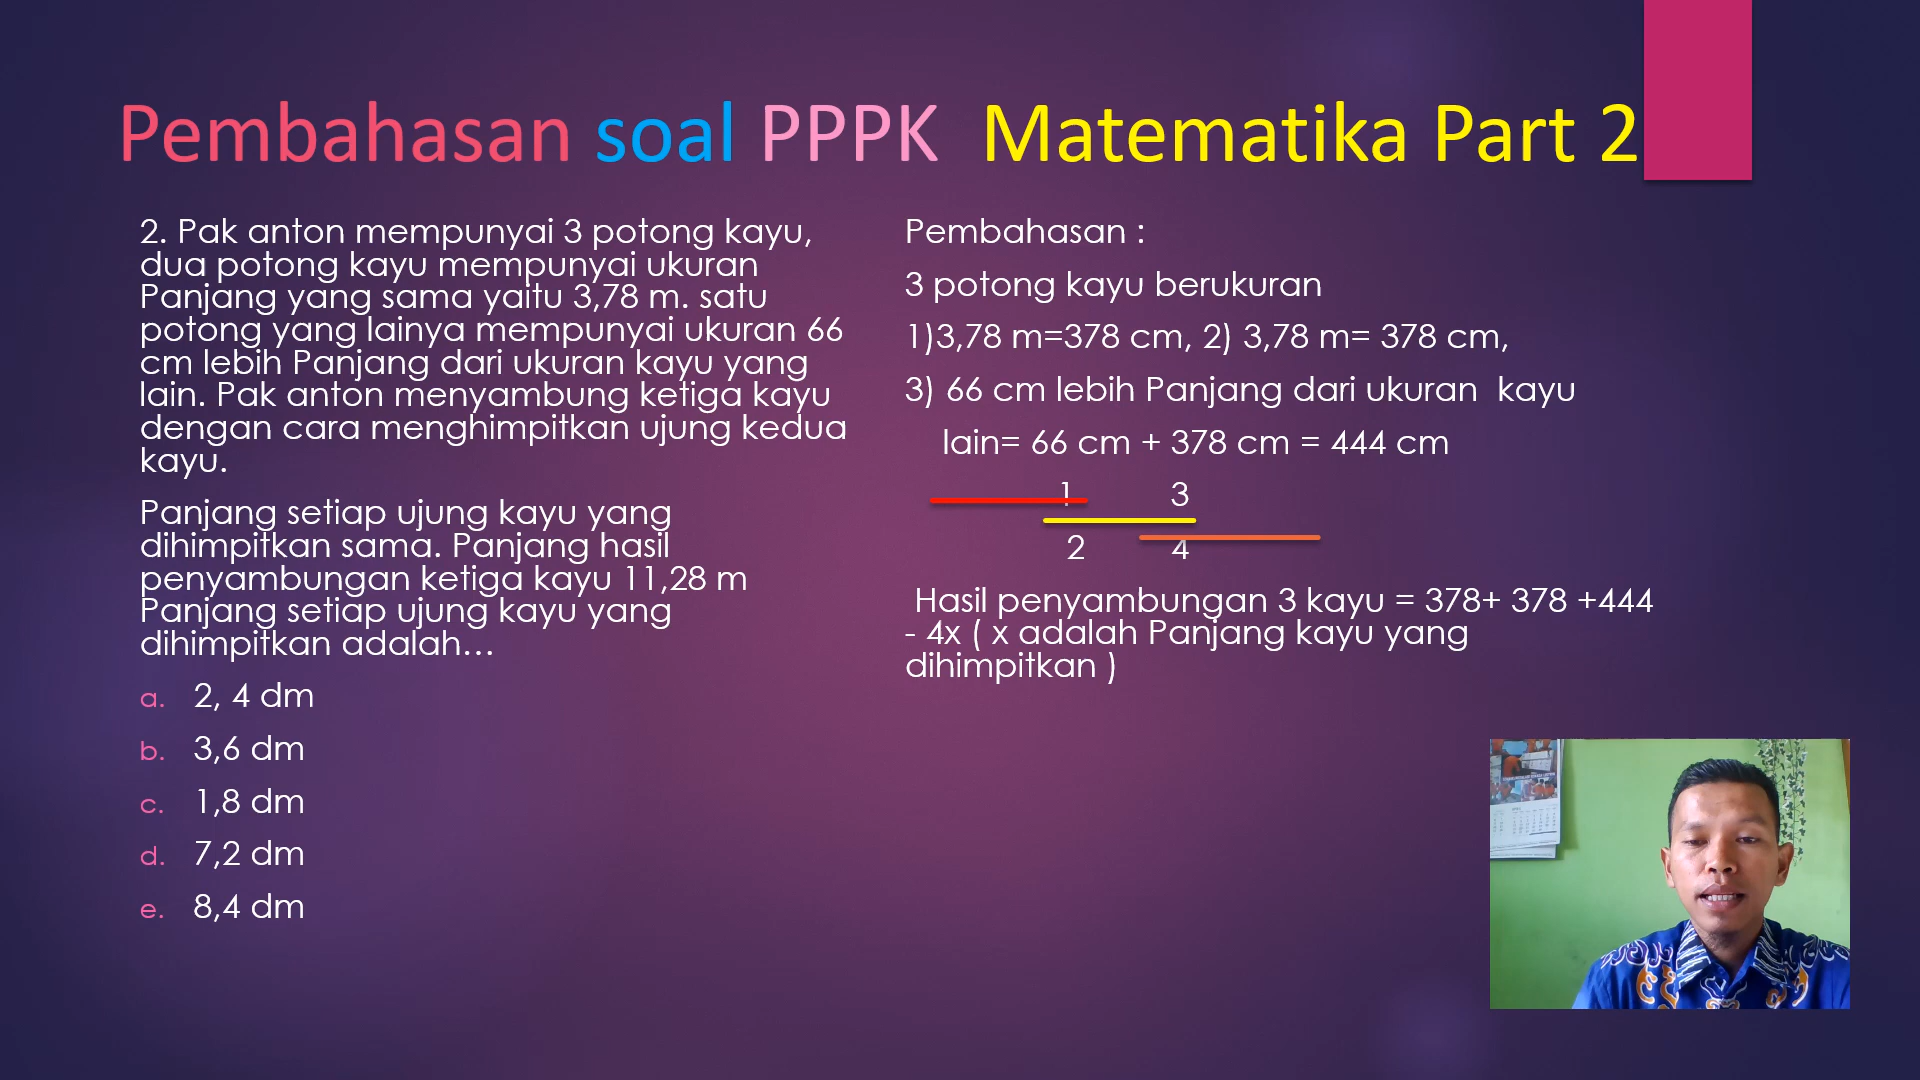 Pembahasan soal PPPK Matematika Part 2
2. Pak anton mempunyai 3 potong kayu,
dua potong kayu mempunyai ukuran
Panjang yang sama yaitu 3,78 m. satu
potong yang lainya mempunyai ukuran 66
cm lebih Panjang dari ukuran kayu yang
lain. Pak anton menyambung ketiga kayu
dengan cara menghimpitkan ujung kedua
kayu.
Panjang setiap ujung kayu yang
dihimpitkan sama. Panjang hasil
penyambungan ketiga kayu 11,28 m
Panjang setiap ujung kayu yang
dihimpitkan adalah...
a. 2, 4 dm
b. 3,6 dm
c. 1,8 dm
d. 7,2 dm
e. 8,4 dm
Pembahasan :
3 potong kayu berukuran
1)3,78 m=378 cm, 2) 3,78 m= 378 cm,
3) 66 cm lebih Panjang dari ukuran kayu
lain= 66 cm + 378 cm = 444 cm
1 3
2 4
Hasil penyambungan 3 kayu = 378+ 378 +444
- 4x ( x adalah Panjang kayu yang
dihimpitkan )